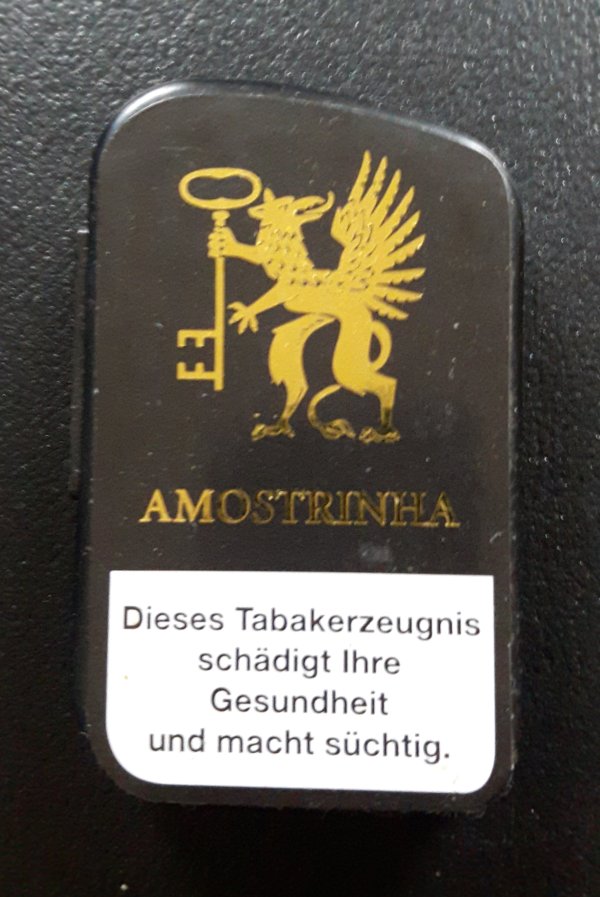 AMOSTRINHA
Dieses Tabakerzeugnis
schädigt Ihre
Gesundheit
und macht süchtig.